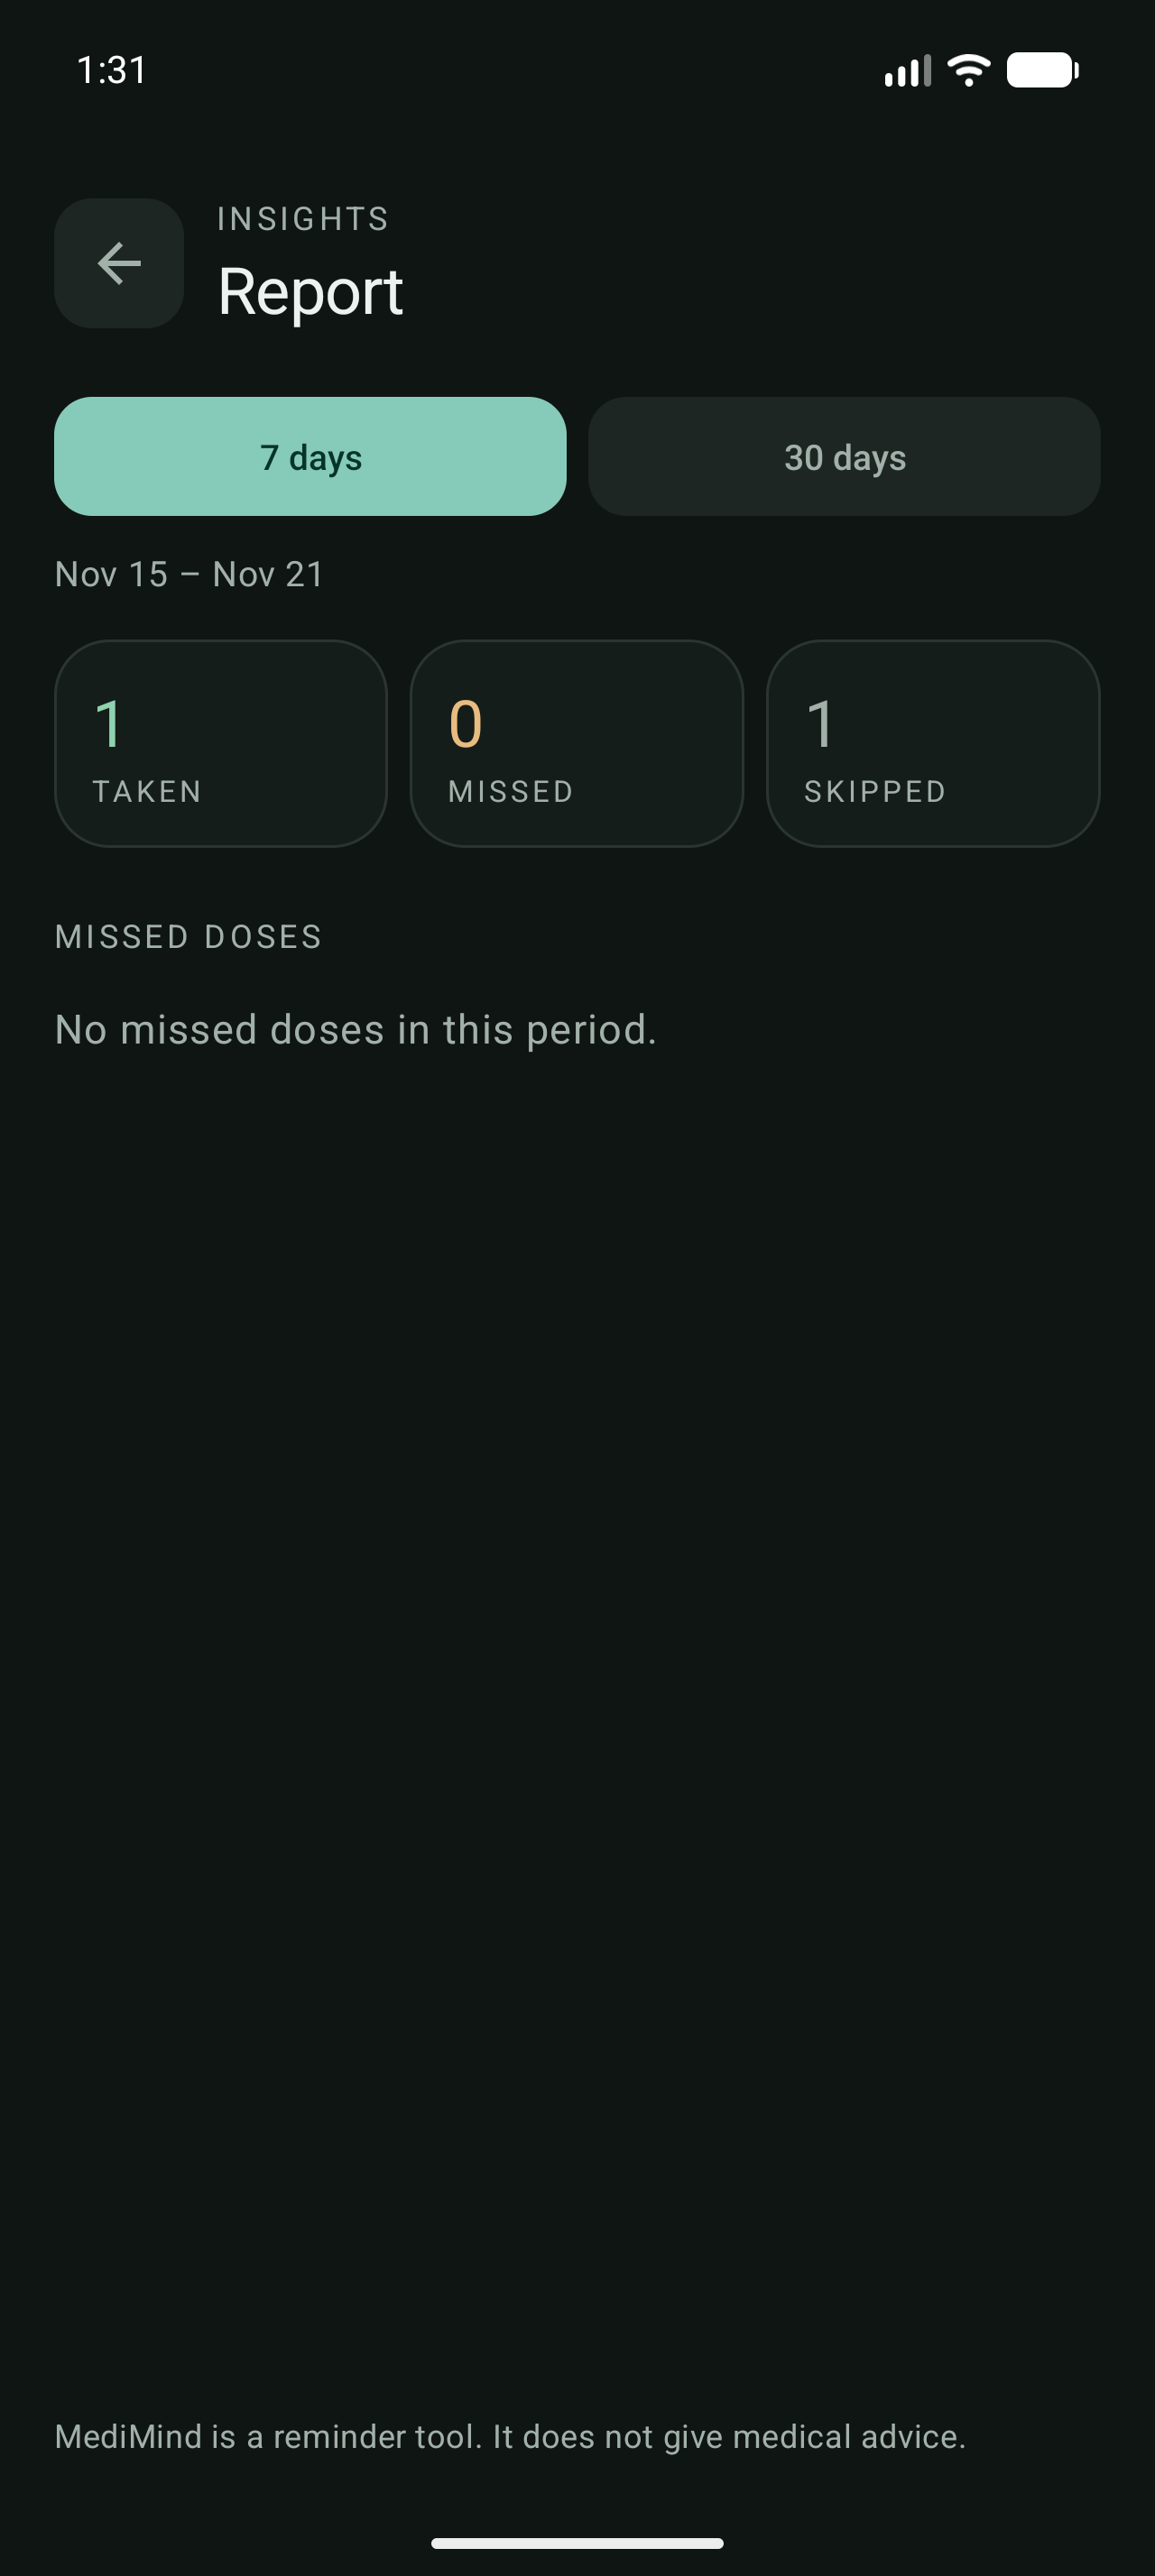 1:31
INSIGHTS
Report
7 days
30 days
Nov 15 – Nov 21
1
TAKEN
0
MISSED
1
SKIPPED
MISSED DOSES
No missed doses in this period.
MediMind is a reminder tool. It does not give medical advice.